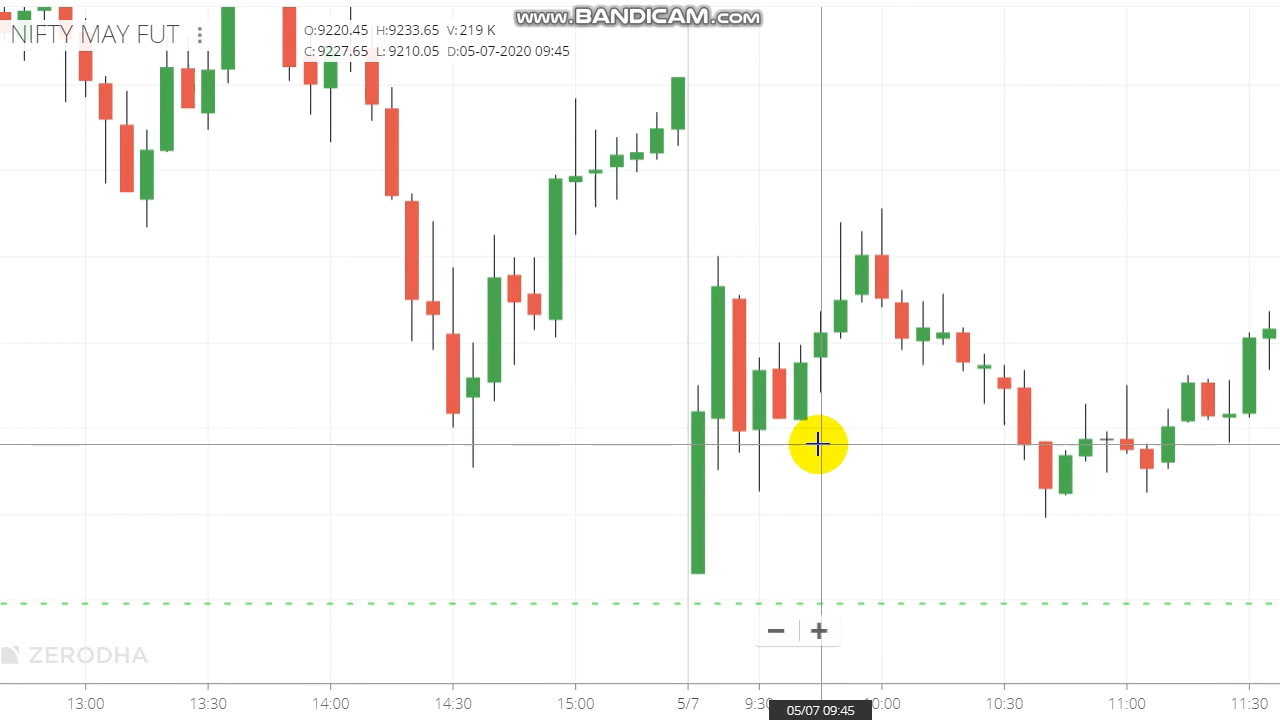 www.BANDICAM.com
NIFTY MAY FUT
O:9220.45 H:9233.65 V:219 K
C:9227.65 L:9210.05 D:05-07-2020 09:45
ZERODHA
13:00 13:30 14:00 14:30 15:00 5/7 9:30 10:00 10:30 11:00 11:30
05/07 09:45